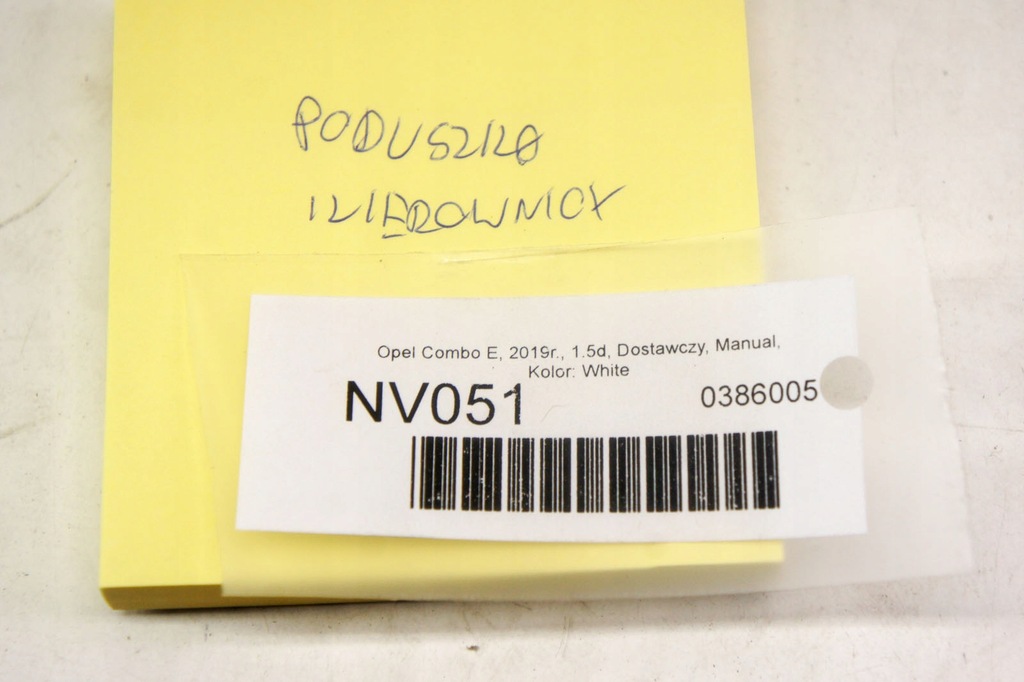 PODUSZKA
KIEROWNICY
Opel Combo E, 2019r., 1.5d, Dostawczy, Manual,
Kolor: White
NV051
0386005